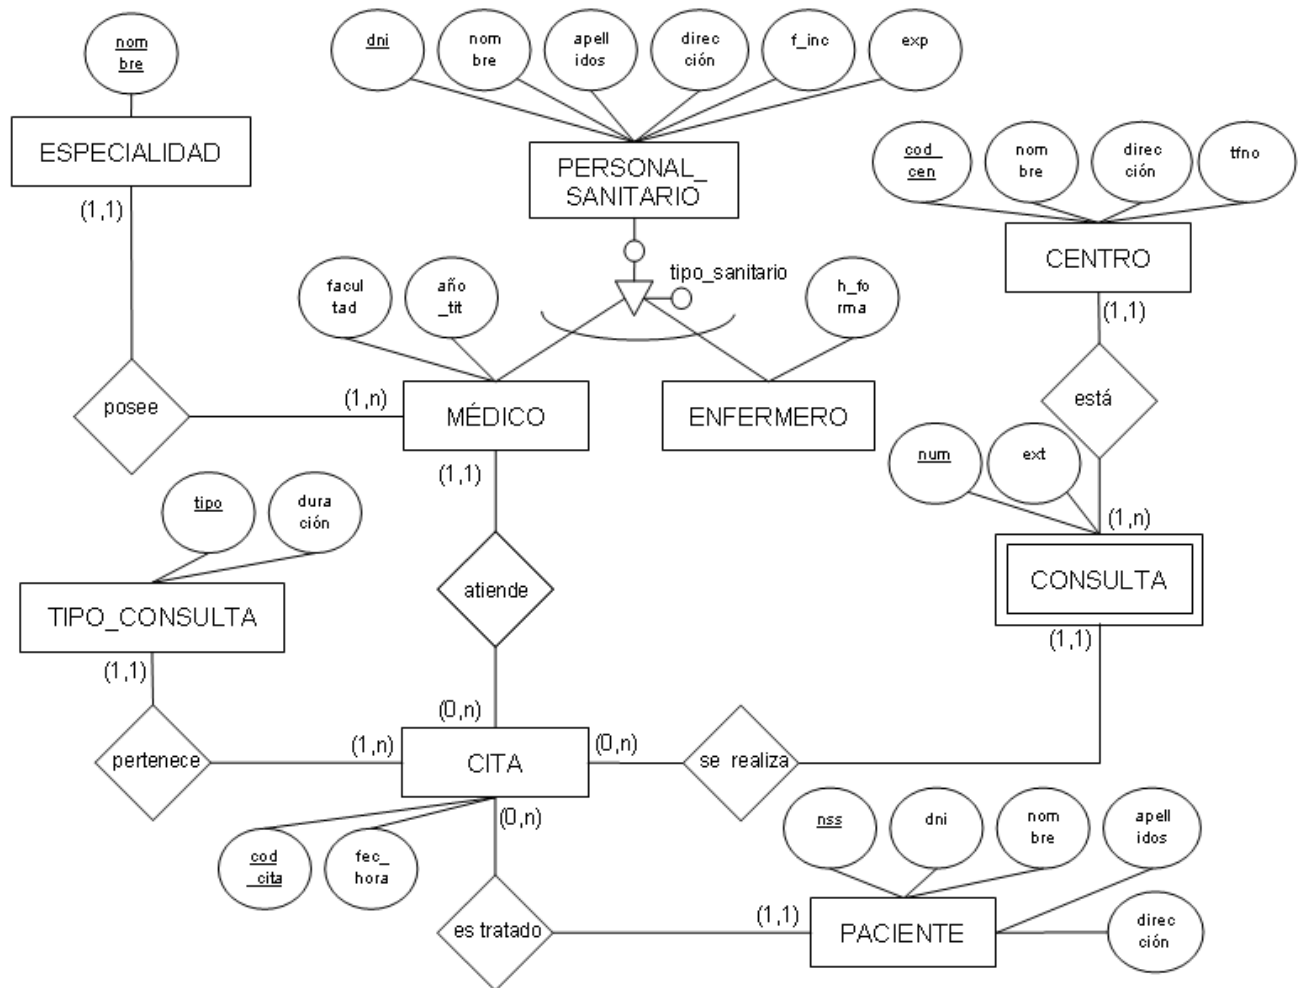 nom
bre
dni
nom
bre
apell
idos
direc
ción
f_inc
exp
ESPECIALIDAD
PERSONAL_
SANITARIO
cod_
cen
nom
bre
direc
ción
tfno
(1,1)
CENTRO
tipo_sanitario
facul
tad
año
_tit
h_fo
rma
(1,1)
posee
(1,n)
MÉDICO
ENFERMERO
está
(1,1)
num
ext
(1,n)
tipo
dura
ción
atiende
CONSULTA
TIPO_CONSULTA
(1,1)
(1,1)
(0,n)
pertenece
(1,n)
CITA
(0,n)
se realiza
(0,n)
cod
_cita
fec_
hora
nss
dni
nom
bre
apell
idos
es tratado
(1,1)
PACIENTE
direc
ción